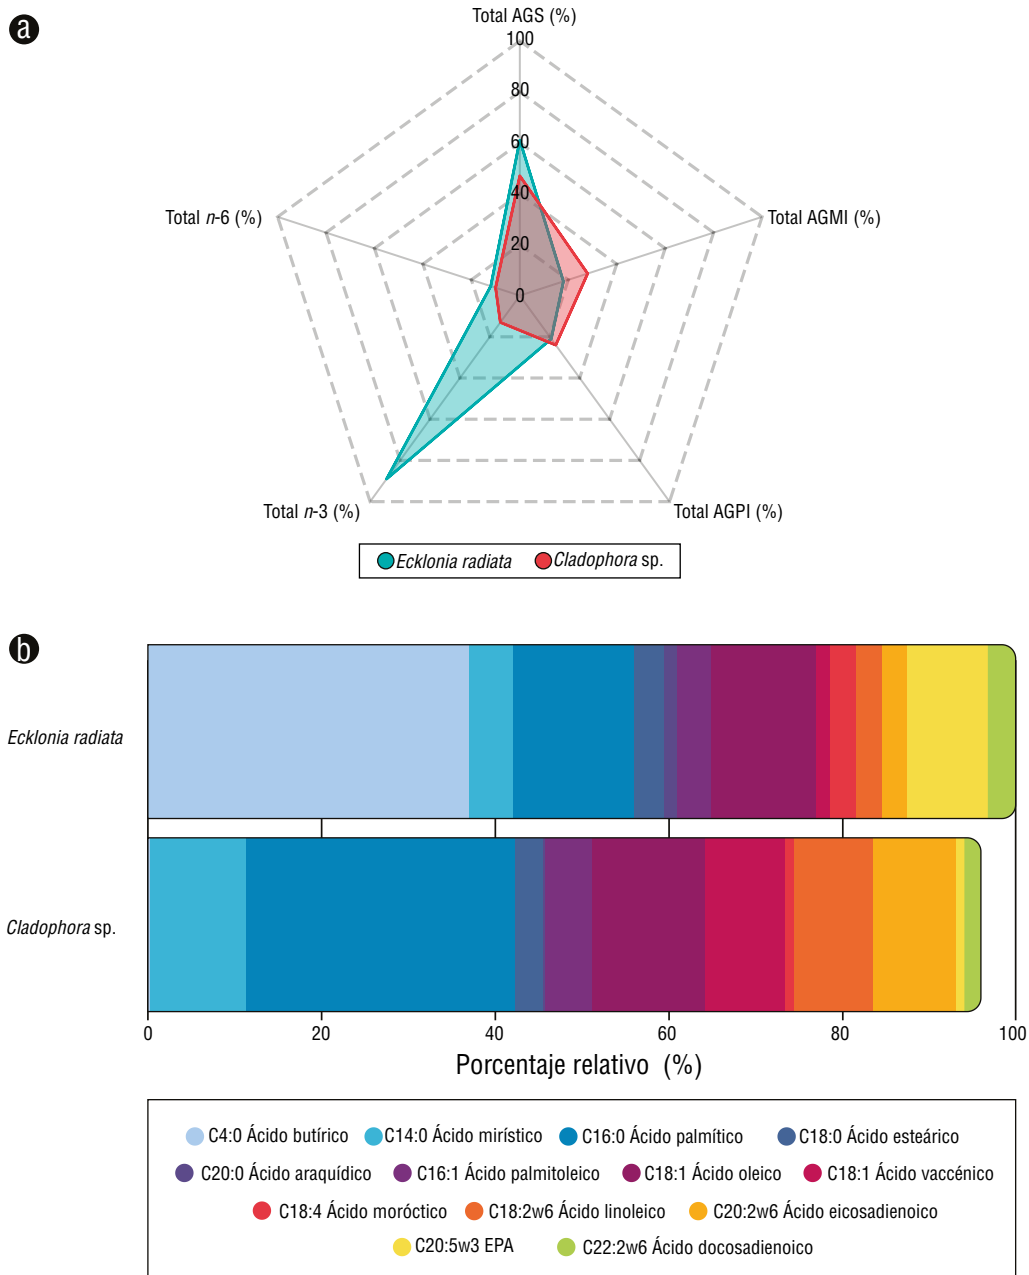 a
Total AGS (%)
100
80
60
40
20
0
Total n-6 (%)
Total AGMI (%)
Total n-3 (%)
Total AGPI (%)
Ecklonia radiata Cladophora sp.
b
Ecklonia radiata
Cladophora sp.
0 20 40 60 80 100
Porcentaje relativo (%)
C4:0 Ácido butírico C14:0 Ácido mirístico C16:0 Ácido palmítico C18:0 Ácido esteárico
C20:0 Ácido araquídico C16:1 Ácido palmitoleico C18:1 Ácido oleico C18:1 Ácido vaccénico
C18:4 Ácido moróctico C18:2w6 Ácido linoleico C20:2w6 Ácido eicosadienoico
C20:5w3 EPA C22:2w6 Ácido docosadienoico